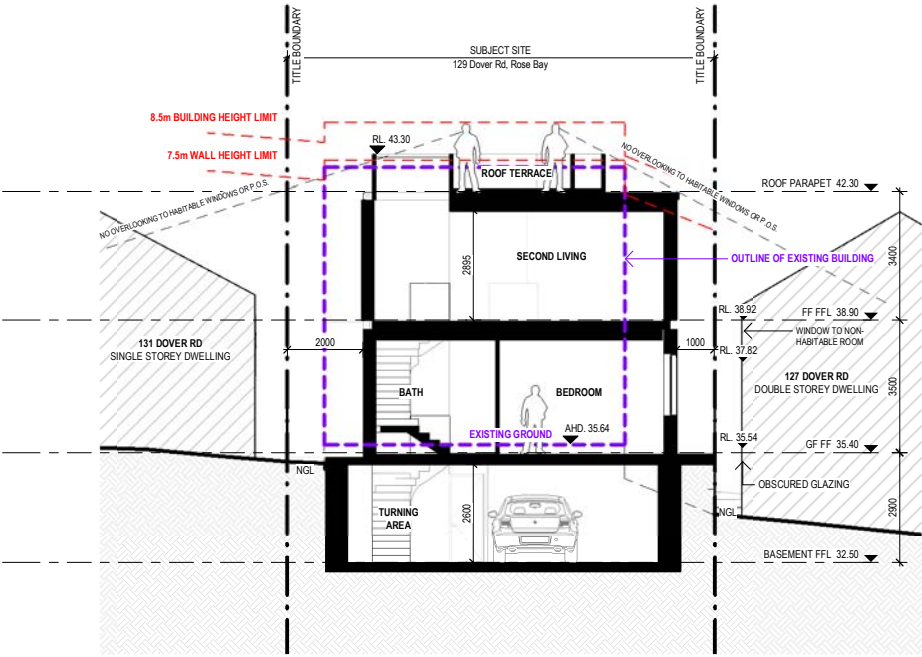 TITLE BOUNDARY
TITLE BOUNDARY
SUBJECT SITE
129 Dover Rd, Rose Bay
8.5m BUILDING HEIGHT LIMIT
RL. 43.30
7.5m WALL HEIGHT LIMIT
NO OVERLOOKING TO HABITABLE WINDOWS OR P.O.S.
ROOF TERRACE
NO OVERLOOKING TO HABITABLE WINDOWS OR P.O.S.
ROOF PARAPET 42.30
2895
SECOND LIVING
OUTLINE OF EXISTING BUILDING
3400
RL. 38.92
FF FFL 38.90
2000
1000
WINDOW TO NON-
HABITABLE ROOM
131 DOVER RD
SINGLE STOREY DWELLING
RL. 37.82
127 DOVER RD
DOUBLE STOREY DWELLING
BATH
BEDROOM
3500
EXISTING GROUND
AHD. 35.64
RL. 35.54
GF FF 35.40
NGL
OBSCURED GLAZING
TURNING
AREA
2600
NGL
2900
BASEMENT FFL 32.50